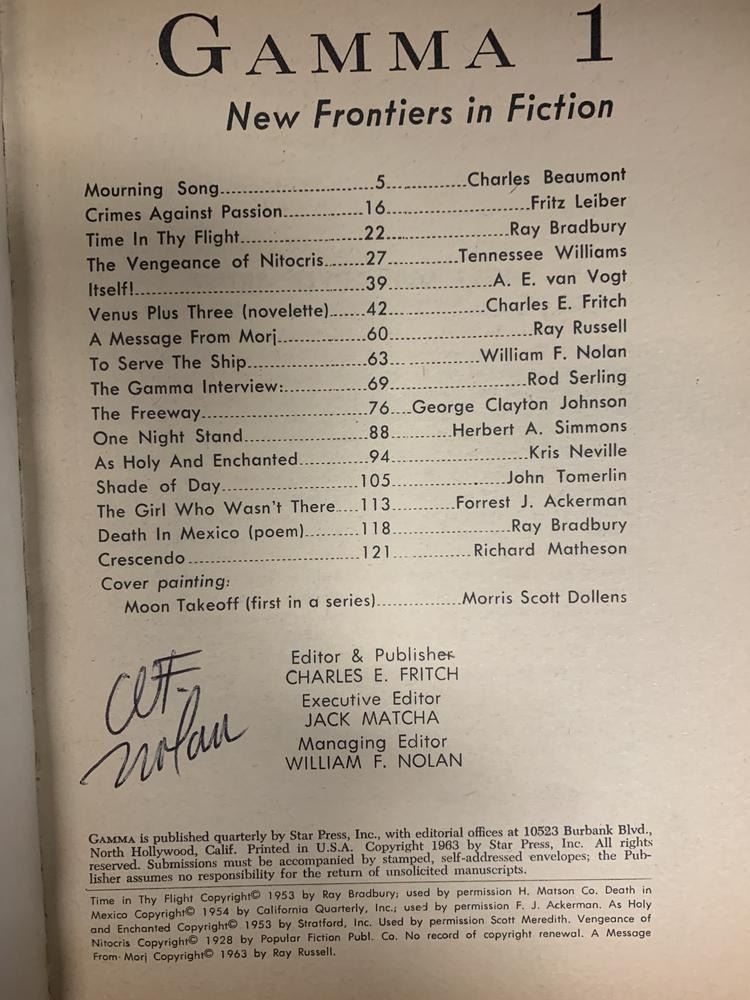 GAMMA 1
New Frontiers in Fiction
Mourning Song....................5..........Charles Beaumont
Crimes Against Passion............16....................Fritz Leiber
Time In Thy Flight....................22..................Ray Bradbury
The Vengeance of Nitocris.......27...........Tennessee Williams
Itself!....................................39................A. E. van Vogt
Venus Plus Three (novelette).......42..............Charles E. Fritch
A Message From Morj..............60.....................Ray Russell
To Serve The Ship....................63.............William F. Nolan
The Gamma Interview:..............69.....................Rod Serling
The Freeway...........................76....George Clayton Johnson
One Night Stand.....................88..........Herbert A. Simmons
As Holy And Enchanted............94.....................Kris Neville
Shade of Day.........................105..................John Tomerlin
The Girl Who Wasn't There....113..........Forrest J. Ackerman
Death In Mexico (poem).........118...................Ray Bradbury
Crescendo............................121............Richard Matheson
Cover painting:
Moon Takeoff (first in a series)..............Morris Scott Dollens
Wm F. Nolan
Editor & Publisher
CHARLES E. FRITCH
Executive Editor
JACK MATCHA
Managing Editor
WILLIAM F. NOLAN
GAMMA is published quarterly by Star Press, Inc., with editorial offices at 10523 Burbank Blvd.,
North Hollywood, Calif. Printed in U.S.A. Copyright 1963 by Star Press, Inc. All rights
reserved. Submissions must be accompanied by stamped, self-addressed envelopes; the Pub-
lisher assumes no responsibility for the return of unsolicited manuscripts.
Time in Thy Flight Copyright© 1953 by Ray Bradbury; used by permission H. Matson Co. Death in
Mexico Copyright© 1954 by California Quarterly, Inc.; used by permission F. J. Ackerman. As Holy
and Enchanted Copyright© 1953 by Stratford, Inc. Used by permission Scott Meredith. Vengeance of
Nitocris Copyright© 1928 by Popular Fiction Publ. Co. No record of copyright renewal. A Message
From Morj Copyright© 1963 by Ray Russell.